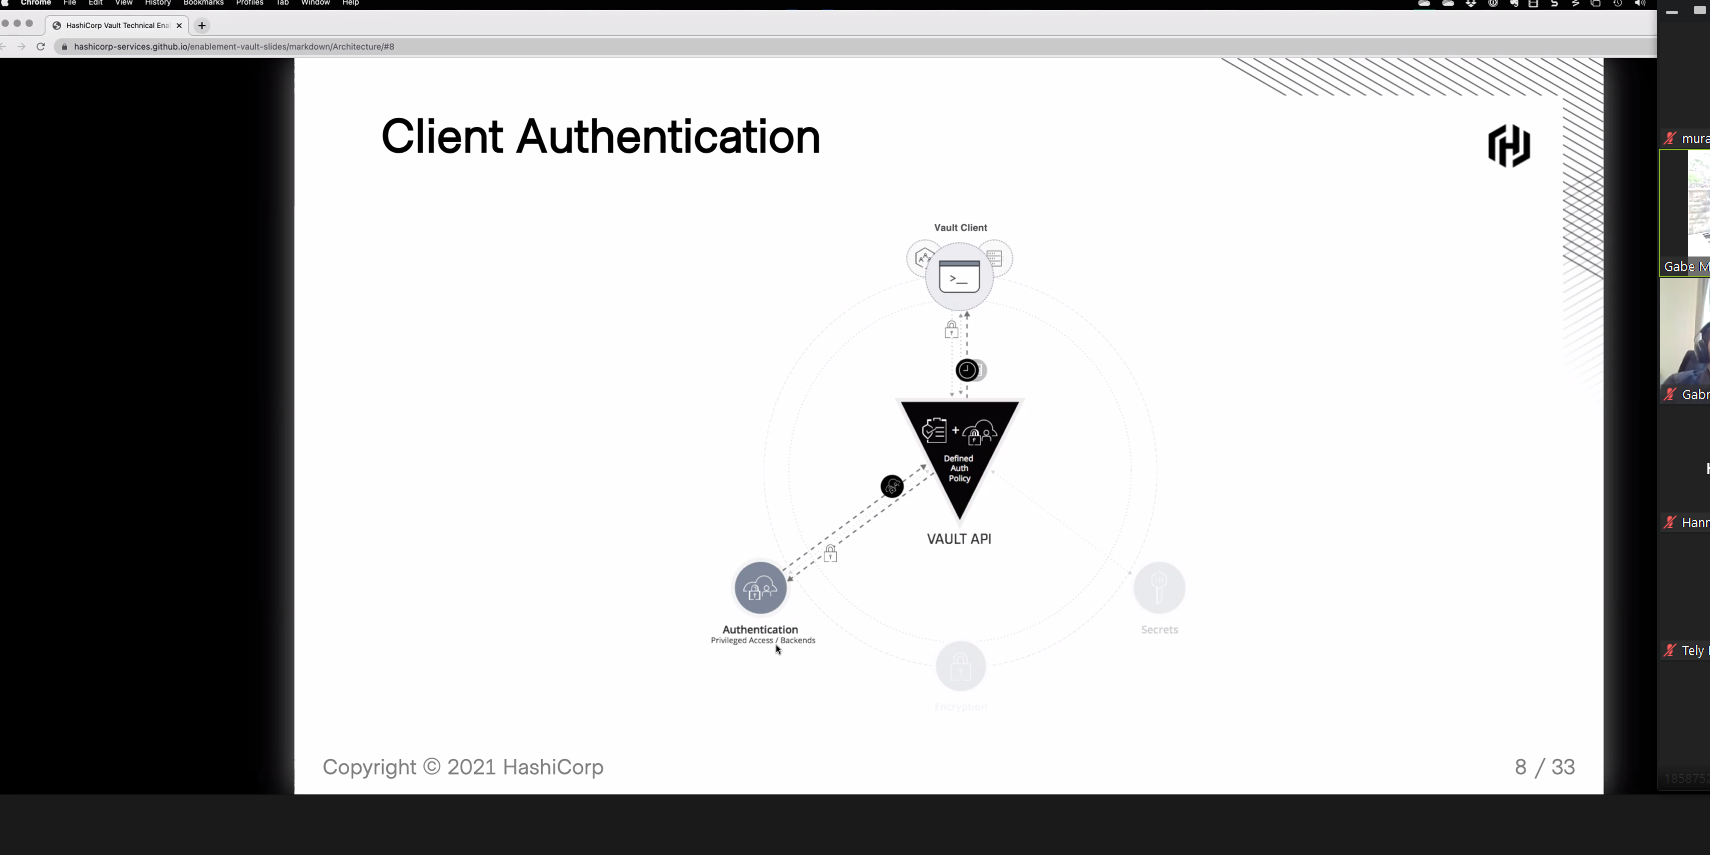 Chrome File Edit View History Bookmarks Profiles Tab Window Help
HashiCorp Vault Technical Ena
hashicorp-services.github.io/enablement-vault-slides/markdown/Architecture/#8
Client Authentication
Vault Client
>_
+
Defined
Auth
Policy
VAULT API
Authentication
Privileged Access / Backends
Secrets
Encryption
Copyright © 2021 HashiCorp
8 / 33
mura
Gabe M
Gabr
Hann
Tely
185875